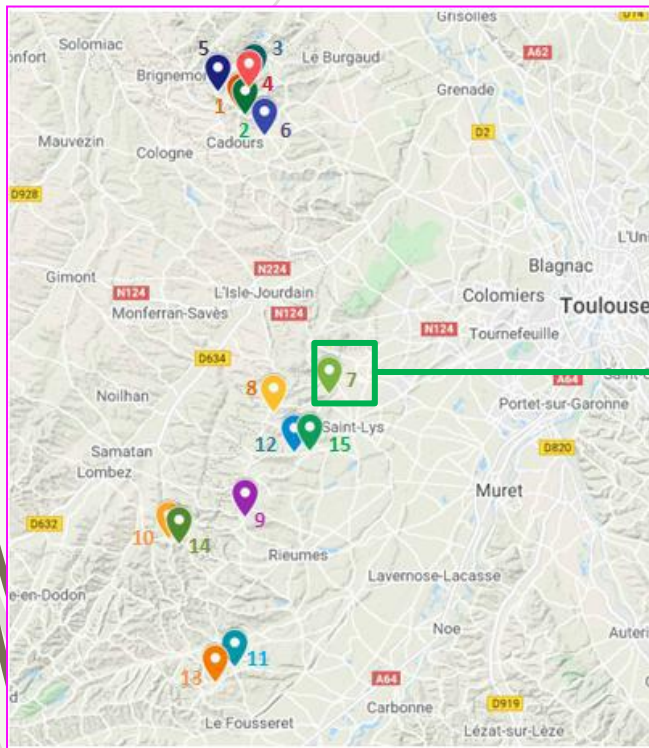 Grisolles
D14
Solomiac
5
3
Le Burgaud
A62
onfort
Brignemon
4
Grenade
1
2
6
D2
Mauvezin
Cologne
Cadours
D928
L'Uni
N224
Blagnac
Gimont
L'Isle-Jourdain
N124
Colomiers
Toulouse
Monferran-Savès
N124
N124
Tournefeuille
D634
7
A64
8
Noilhan
Portet-sur-Garonne
Saint-Lys
12
15
D820
Samatan
Lombez
Muret
9
D632
10
14
Rieumes
Lavernose-Lacasse
e-en-Dodon
Noe
Auteri
11
13
A64
Carbonne
D919
Le Fousseret
Lézat-sur-Lèze